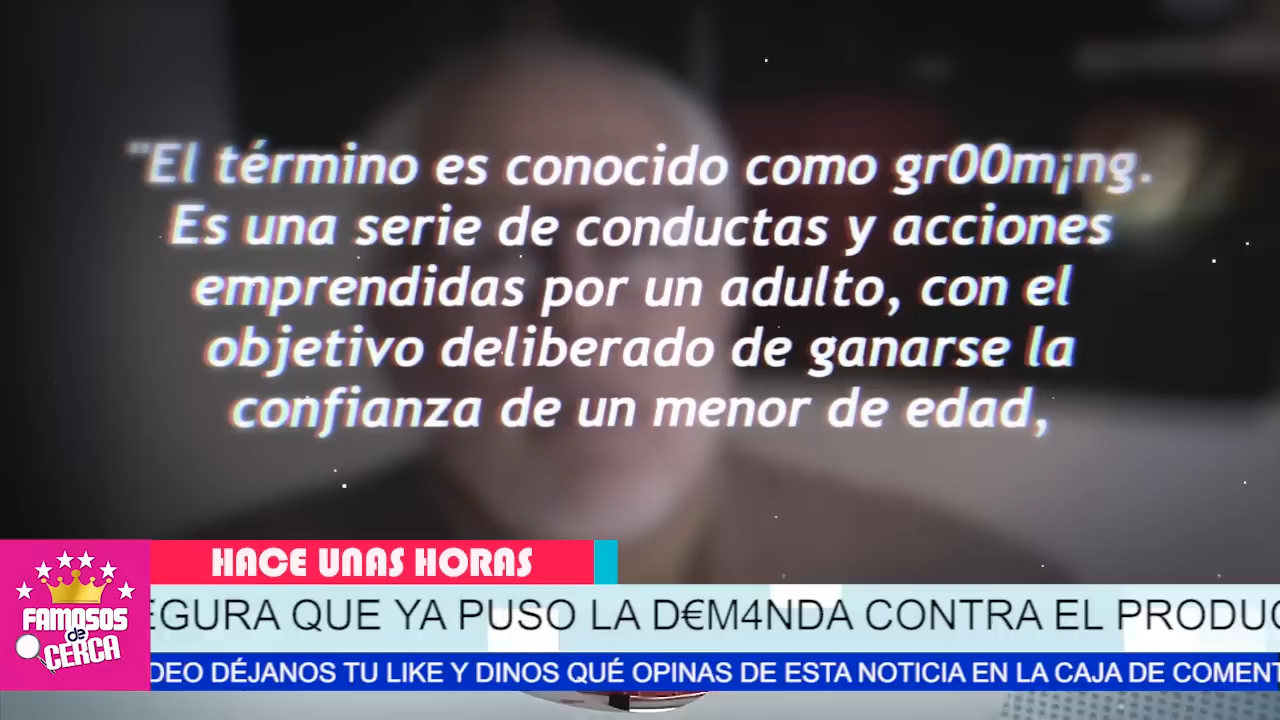 "El término es conocido como gr00m¡ng.
Es una serie de conductas y acciones
emprendidas por un adulto, con el
objetivo deliberado de ganarse la
confianza de un menor de edad,
HACE UNAS HORAS
FAMOSOS
de
CERCA
EGURA QUE YA PUSO LA D€M4NDA CONTRA EL PRODUC
DEO DÉJANOS TU LIKE Y DINOS QUÉ OPINAS DE ESTA NOTICIA EN LA CAJA DE COMENT